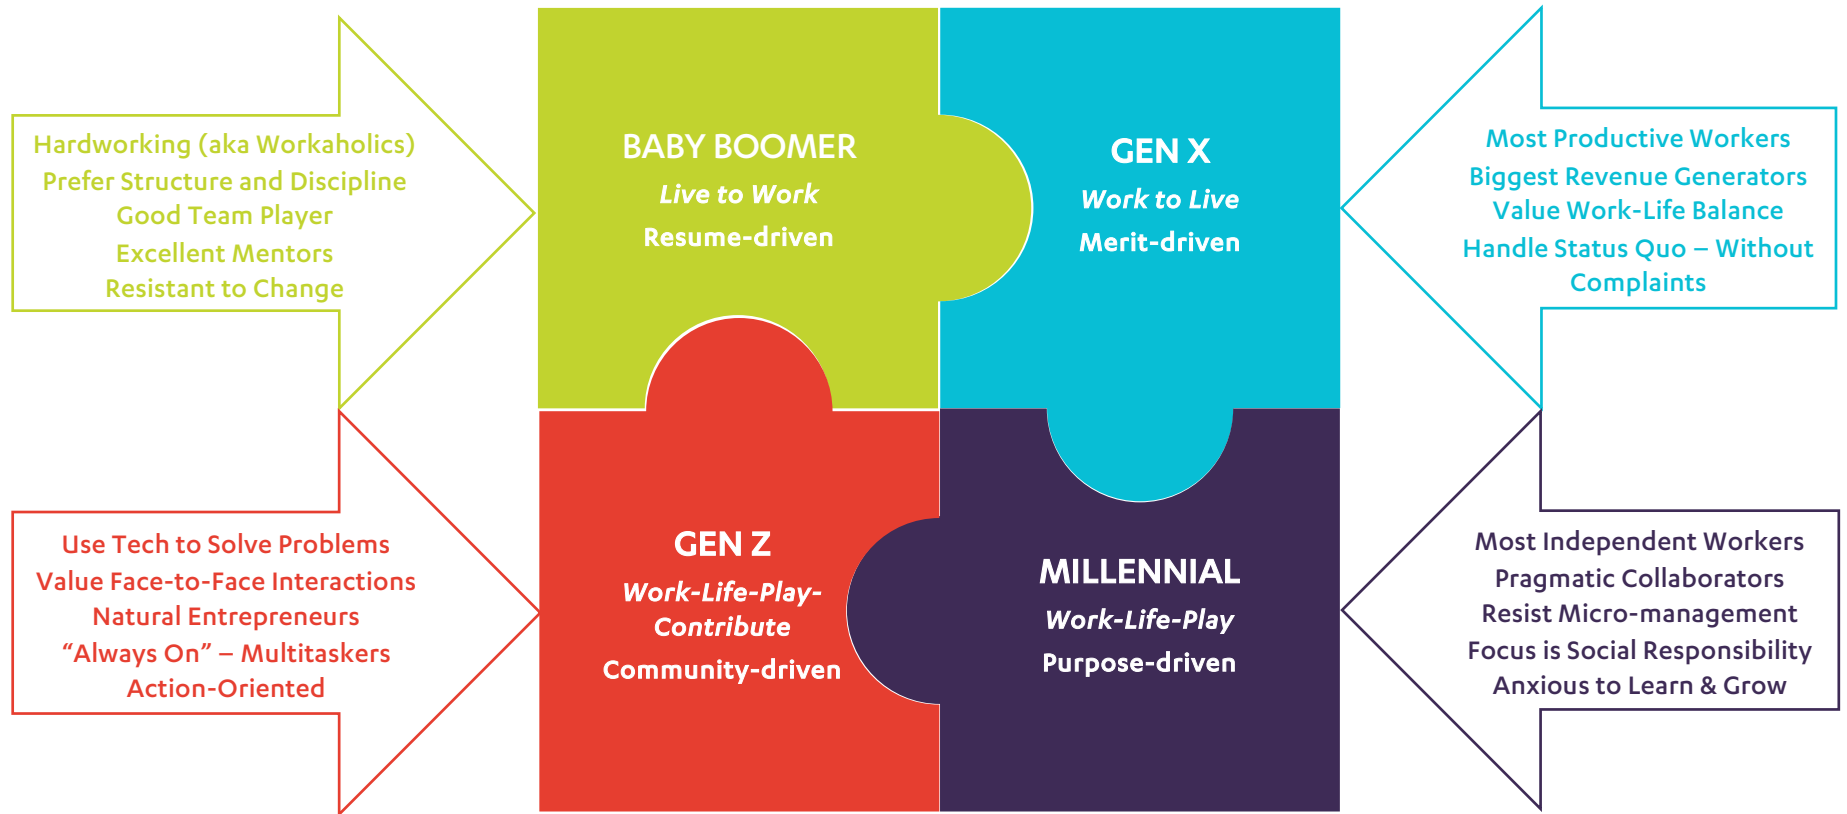 Hardworking (aka Workaholics)
Prefer Structure and Discipline
Good Team Player
Excellent Mentors
Resistant to Change
BABY BOOMER
Live to Work
Resume-driven
GEN X
Work to Live
Merit-driven
Most Productive Workers
Biggest Revenue Generators
Value Work-Life Balance
Handle Status Quo – Without
Complaints
Use Tech to Solve Problems
Value Face-to-Face Interactions
Natural Entrepreneurs
“Always On” – Multitaskers
Action-Oriented
GEN Z
Work-Life-Play-
Contribute
Community-driven
MILLENNIAL
Work-Life-Play
Purpose-driven
Most Independent Workers
Pragmatic Collaborators
Resist Micro-management
Focus is Social Responsibility
Anxious to Learn & Grow